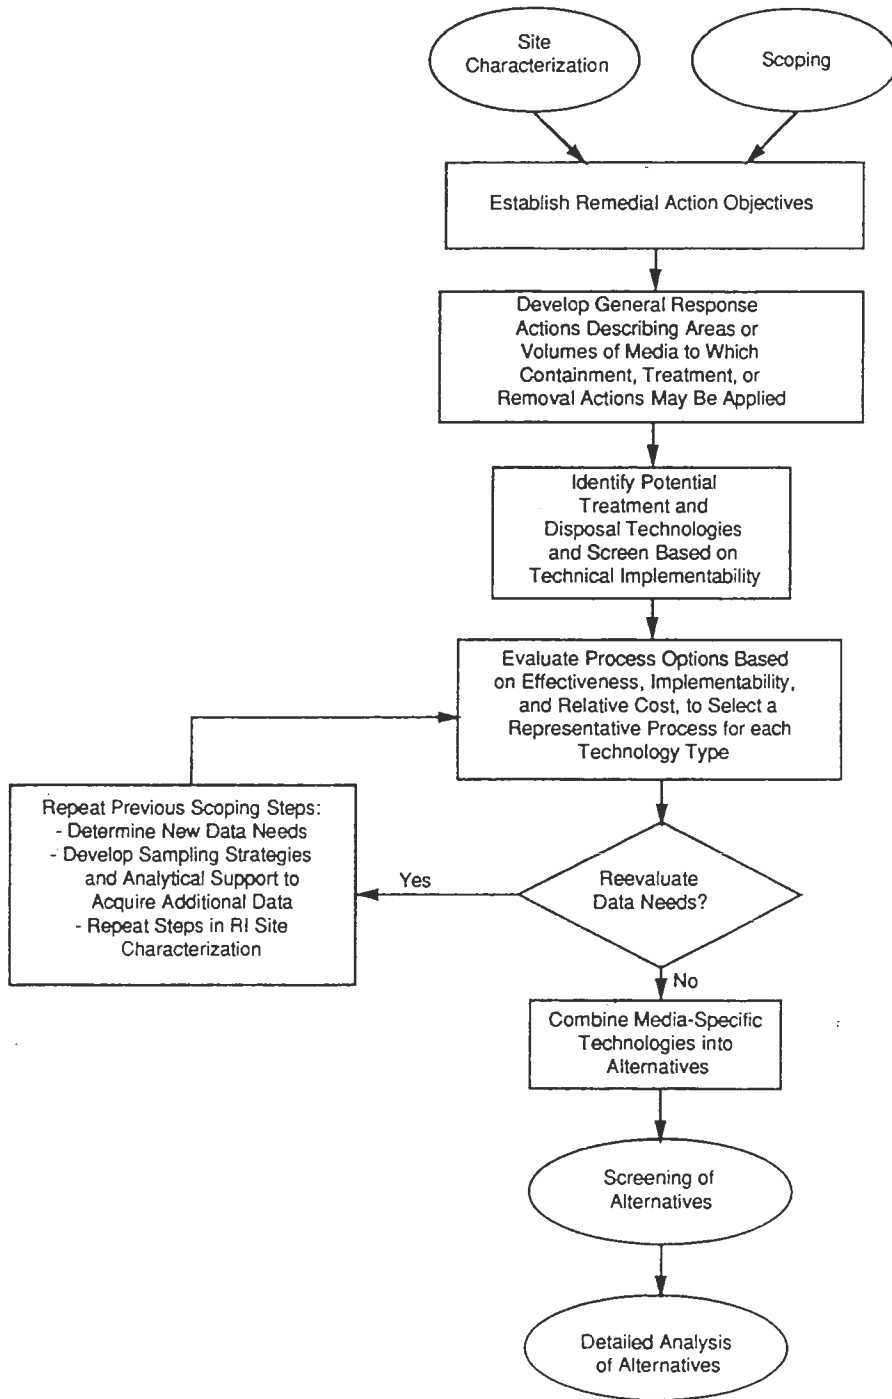 Site
Characterization
Scoping
Establish Remedial Action Objectives
Develop General Response
Actions Describing Areas or
Volumes of Media to Which
Containment, Treatment, or
Removal Actions May Be Applied
Identify Potential
Treatment and
Disposal Technologies
and Screen Based on
Technical Implementability
Evaluate Process Options Based
on Effectiveness, Implementability,
and Relative Cost, to Select a
Representative Process for each
Technology Type
Repeat Previous Scoping Steps:
- Determine New Data Needs
- Develop Sampling Strategies
and Analytical Support to
Acquire Additional Data
- Repeat Steps in RI Site
Characterization
Yes
Reevaluate
Data Needs?
No
Combine Media-Specific
Technologies into
Alternatives
Screening of
Alternatives
Detailed Analysis
of Alternatives